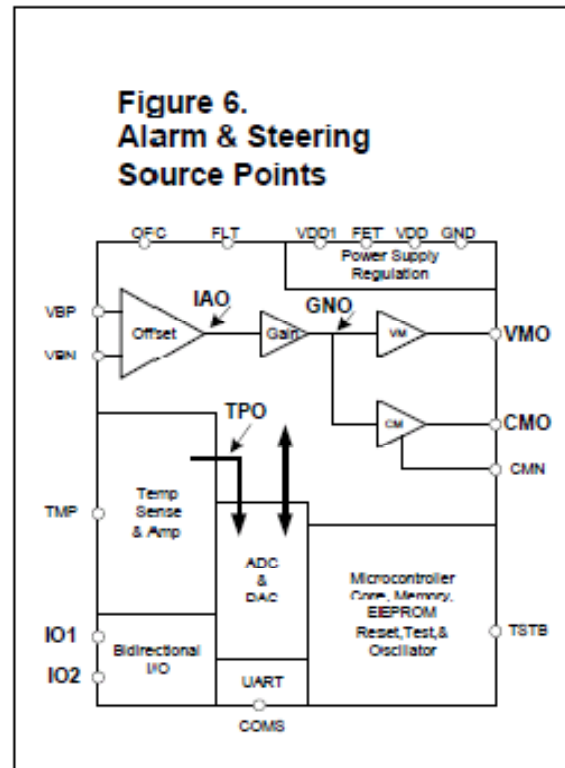 Figure 6.
Alarm & Steering
Source Points
OFC FLT VDD1 FET VDD GND
Power Supply
Regulation
IAO GNO
VBP
Offset Gain VM VMO
VBN
TPO
CM CMO
CMN
Temp
Sense
& Amp
TMP
ADC
&
DAC
Microcontroller
Core, Memory,
EIEPROM
Reset,Test,&
Oscillator
TSTB
IO1
Bidirectional
I/O
IO2
UART
COMS